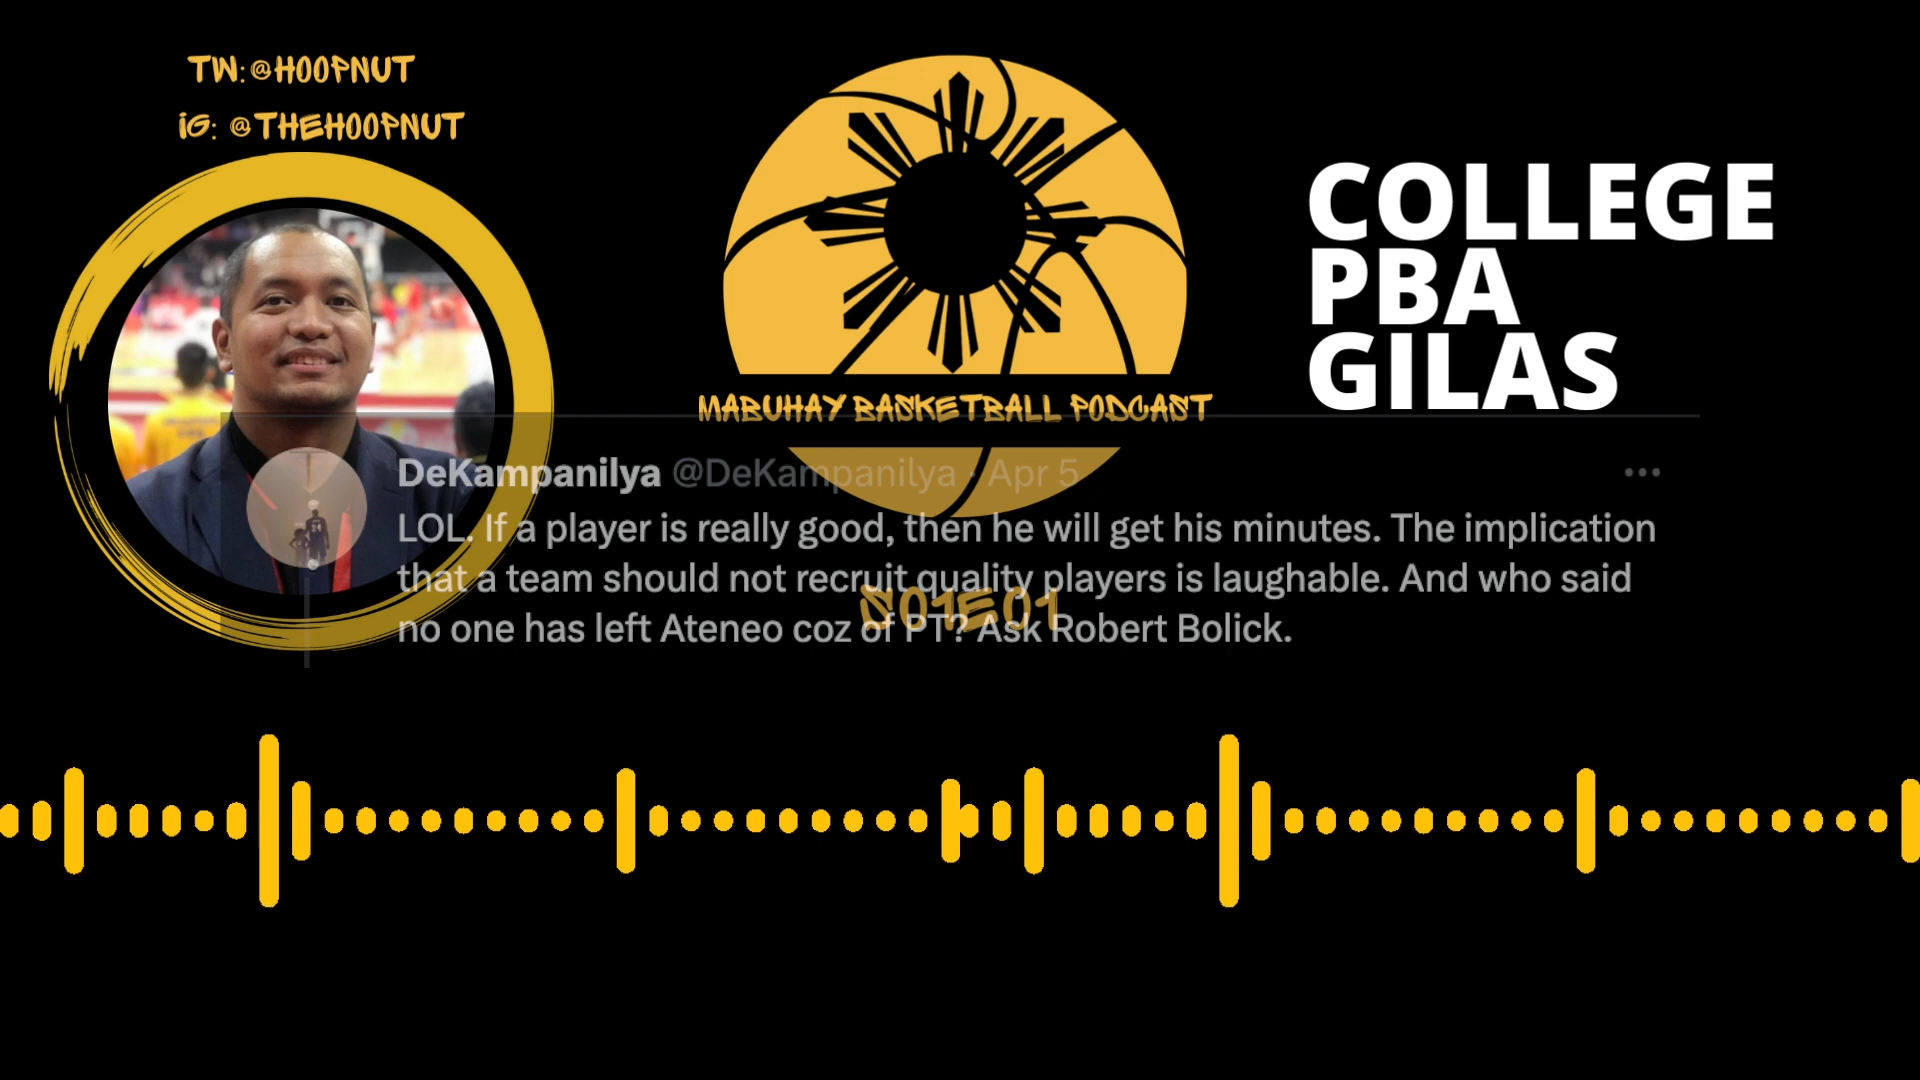 TW: @HOOPNUT
IG: @THEHOOPNUT
COLLEGE
PBA
GILAS
MABUHAY BASKETBALL PODCAST
DeKampanilya @DeKampanilya · Apr 5
LOL. If a player is really good, then he will get his minutes. The implication
that a team should not recruit quality players is laughable. And who said
no one has left Ateneo coz of PT? Ask Robert Bolick.
S01E01
24